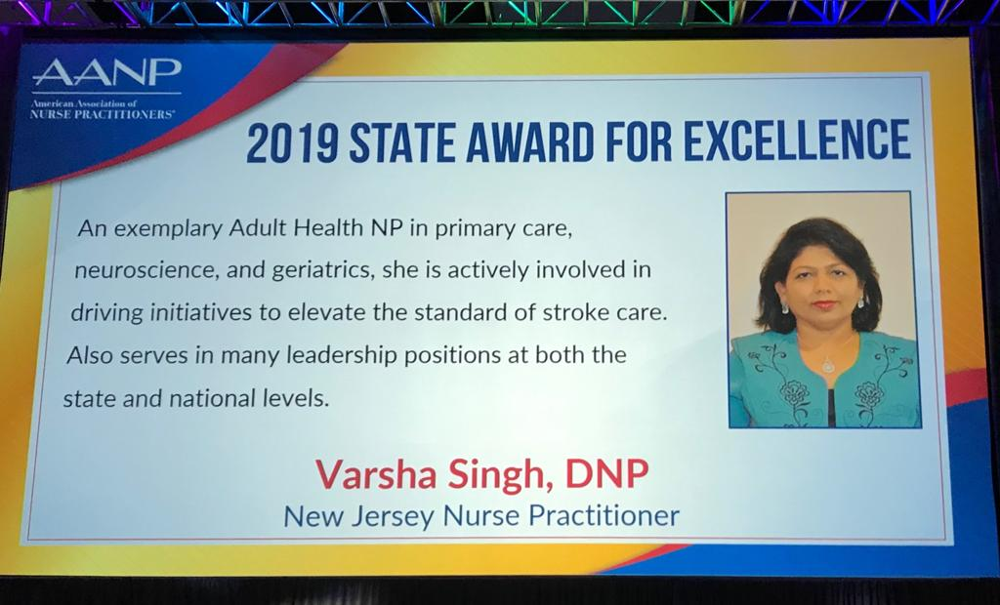 AANP
American Association of
NURSE PRACTITIONERS®
2019 STATE AWARD FOR EXCELLENCE
An exemplary Adult Health NP in primary care,
neuroscience, and geriatrics, she is actively involved in
driving initiatives to elevate the standard of stroke care.
Also serves in many leadership positions at both the
state and national levels.
Varsha Singh, DNP
New Jersey Nurse Practitioner